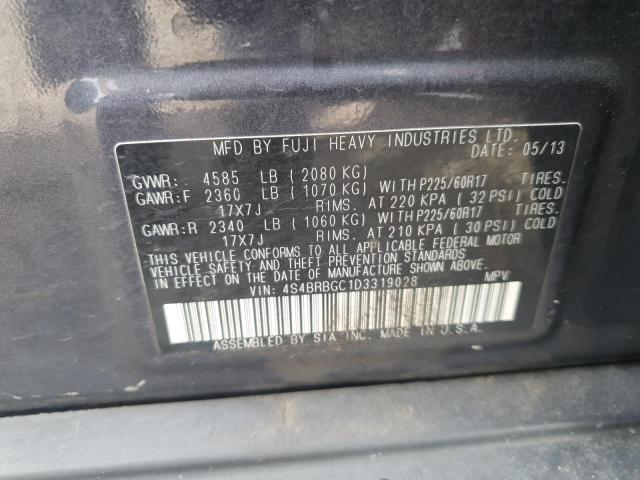 MFD BY FUJI HEAVY INDUSTRIES LTD.
DATE: 05/13
GVWR: 4585 LB (2080 KG)
GAWR:F 2360 LB (1070 KG) WITH P225/60R17 TIRES.
17X7J RIMS. AT 220 KPA (32 PSI) COLD
GAWR:R 2340 LB (1060 KG) WITH P225/60R17 TIRES.
17X7J RIMS. AT 210 KPA (30 PSI) COLD
THIS VEHICLE CONFORMS TO ALL APPLICABLE FEDERAL MOTOR
VEHICLE SAFETY AND THEFT PREVENTION STANDARDS
IN EFFECT ON THE DATE OF MANUFACTURE SHOWN ABOVE.
VIN: 4S4BRBGC1D3319028 MPV
ASSEMBLED BY SIA INC. MADE IN U.S.A.